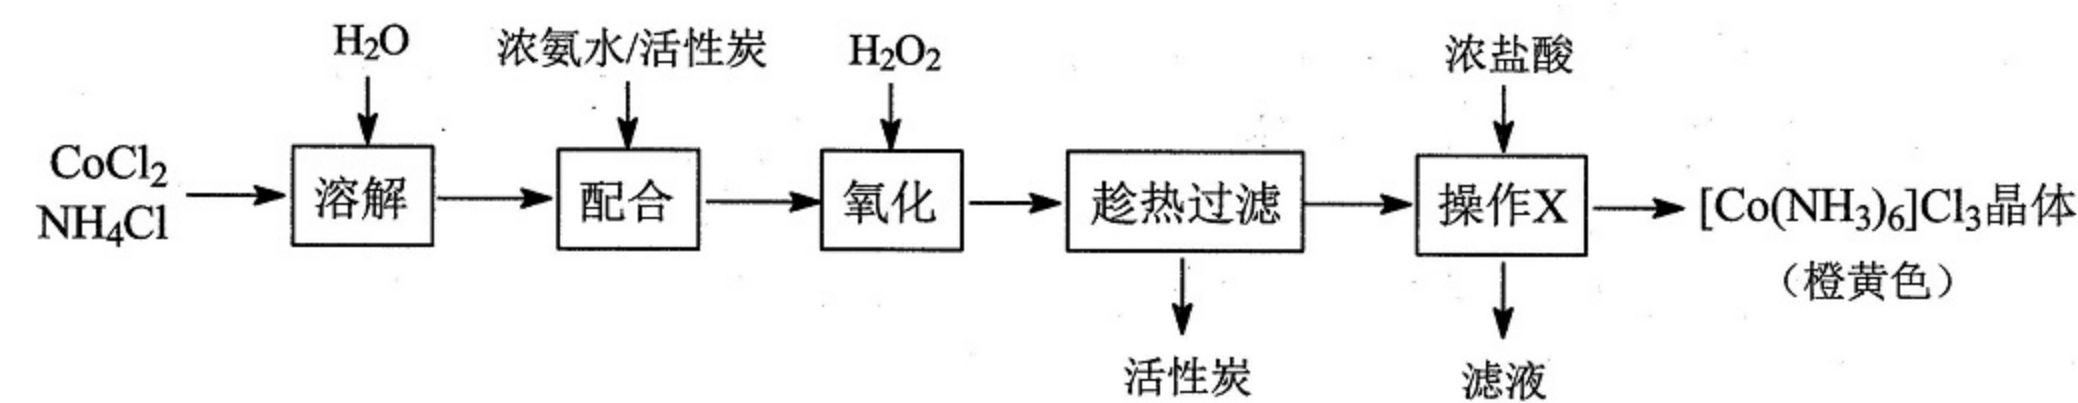 H₂O
浓氨水/活性炭
H₂O₂
浓盐酸
CoCl₂
NH₄Cl
溶解
配合
氧化
趁热过滤
操作X
[Co(NH₃)₆]Cl₃晶体
（橙黄色）
活性炭
滤液